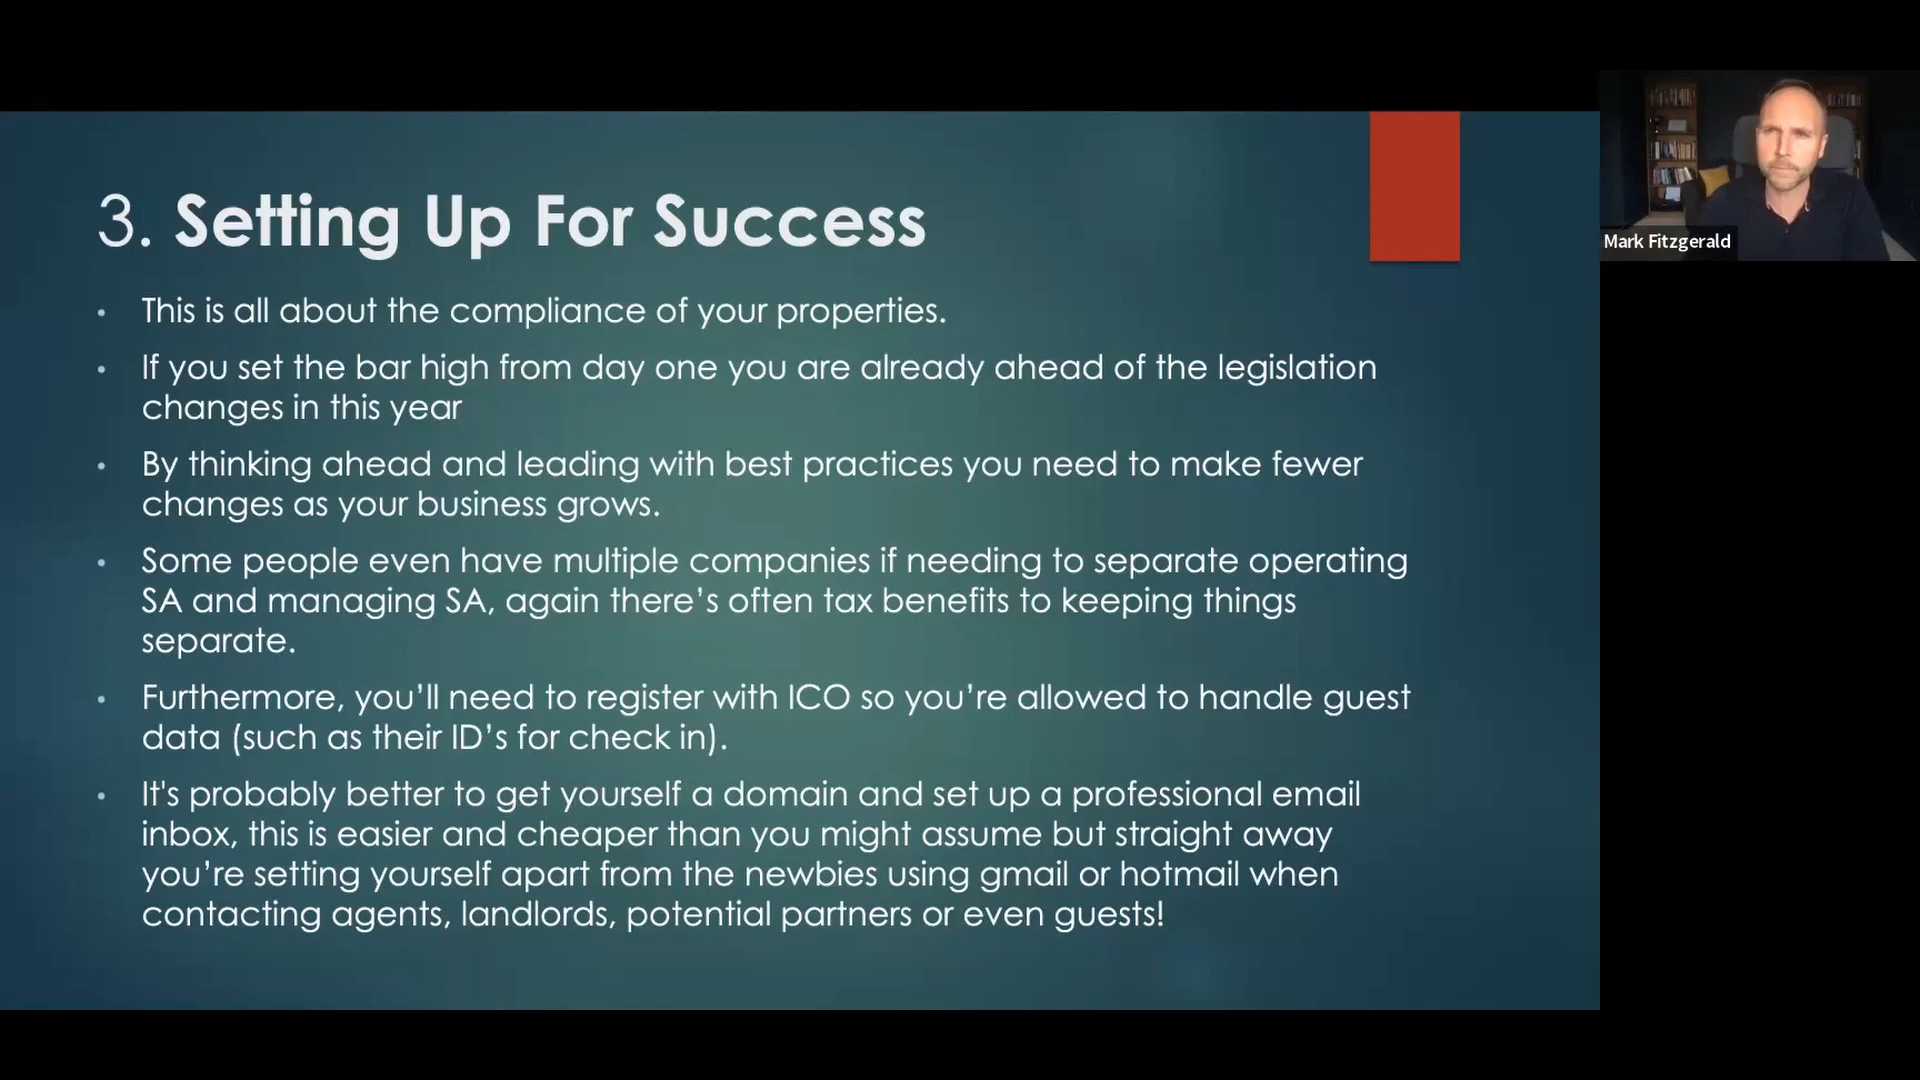 3. Setting Up For Success
• This is all about the compliance of your properties.
• If you set the bar high from day one you are already ahead of the legislation
changes in this year
• By thinking ahead and leading with best practices you need to make fewer
changes as your business grows.
• Some people even have multiple companies if needing to separate operating
SA and managing SA, again there’s often tax benefits to keeping things
separate.
• Furthermore, you’ll need to register with ICO so you’re allowed to handle guest
data (such as their ID’s for check in).
• It's probably better to get yourself a domain and set up a professional email
inbox, this is easier and cheaper than you might assume but straight away
you’re setting yourself apart from the newbies using gmail or hotmail when
contacting agents, landlords, potential partners or even guests!
Mark Fitzgerald